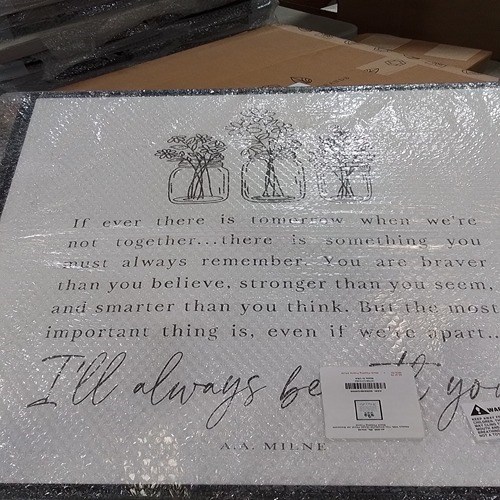 If ever there is tomorrow when we're
not together...there is something you
must always remember. You are braver
than you believe, stronger than you seem,
and smarter than you think. But the most
important thing is, even if we're apart...
I'll always be
A.A. MILNE
WAR